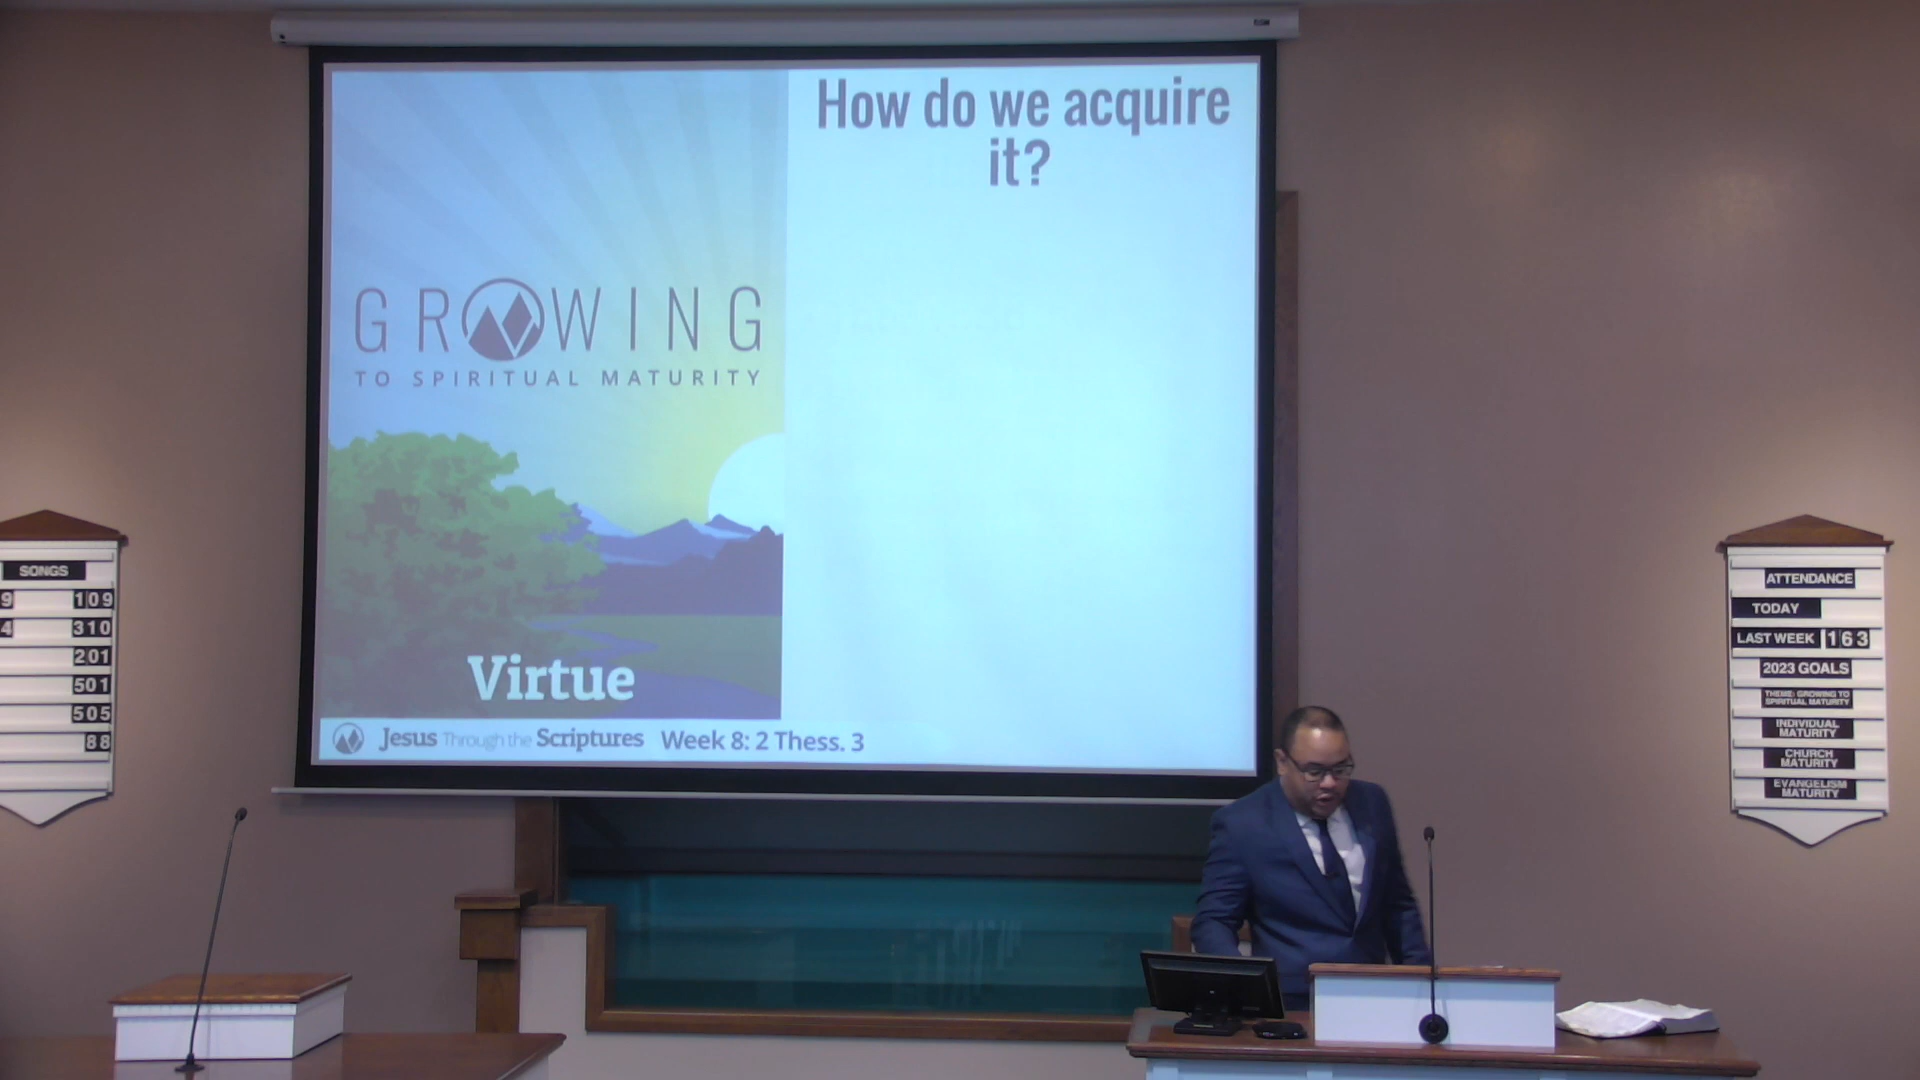 How do we acquire
it?
GROWING
TO SPIRITUAL MATURITY
Virtue
Jesus Through the Scriptures Week 8: 2 Thess. 3
SONGS
9 109
4 310
201
501
505
88
ATTENDANCE
TODAY
LAST WEEK 163
2023 GOALS
THEME: GROWING TO
SPIRITUAL MATURITY
INDIVIDUAL
MATURITY
CHURCH
MATURITY
EVANGELISM
MATURITY